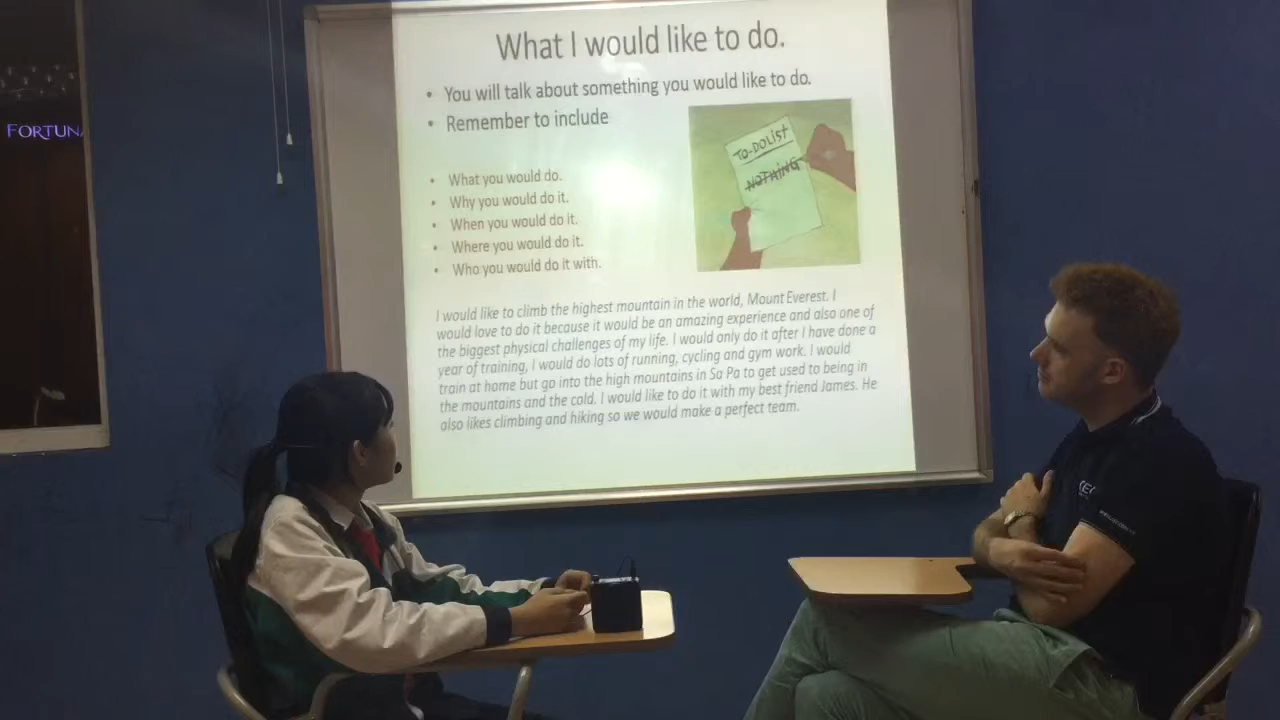 What I would like to do.
• You will talk about something you would like to do.
• Remember to include
TO-DO LIST
NOTHING
• What you would do.
• Why you would do it.
• When you would do it.
• Where you would do it.
• Who you would do it with.
I would like to climb the highest mountain in the world, Mount Everest. I
would love to do it because it would be an amazing experience and also one of
the biggest physical challenges of my life. I would only do it after I have done a
year of training, I would do lots of running, cycling and gym work. I would
train at home but go into the high mountains in Sa Pa to get used to being in
the mountains and the cold. I would like to do it with my best friend James. He
also likes climbing and hiking so we would make a perfect team.